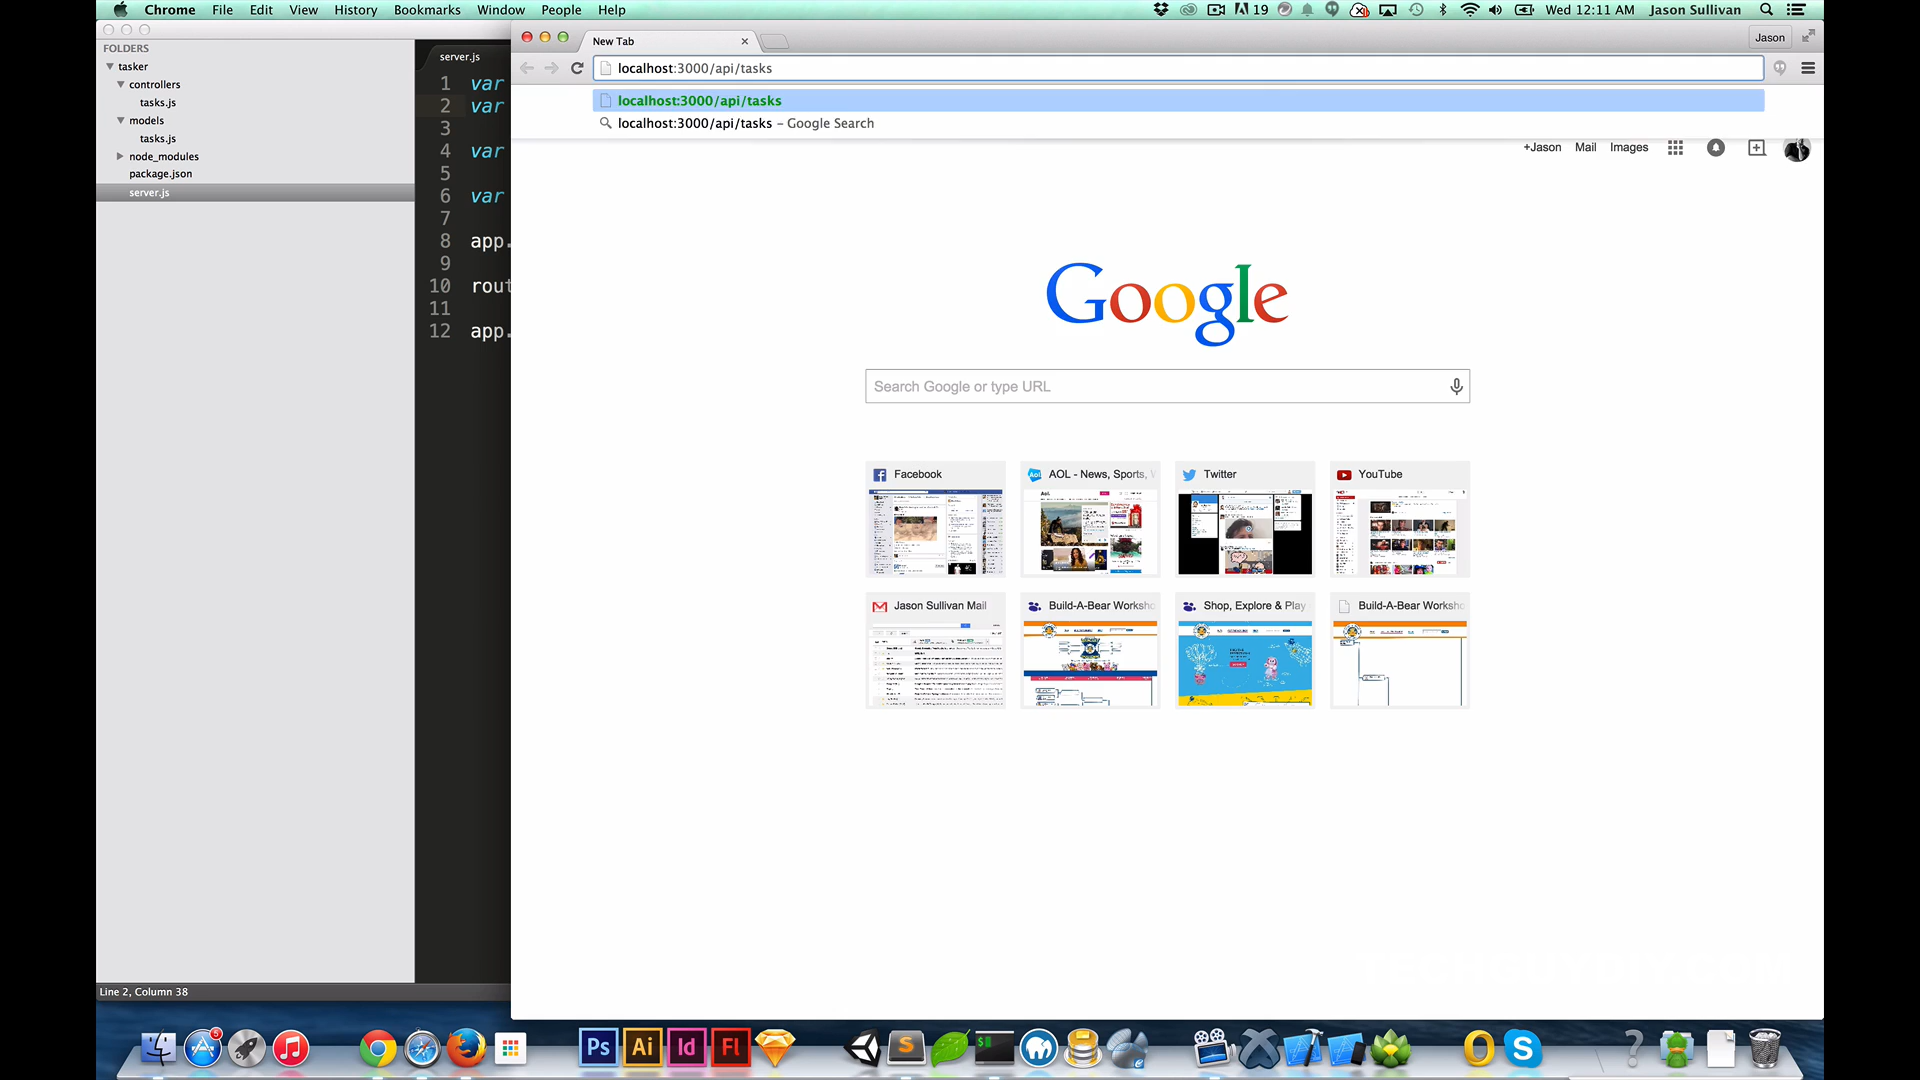 Chrome File Edit View History Bookmarks Window People Help
19 Wed 12:11 AM Jason Sullivan
FOLDERS
tasker
controllers
tasks.js
models
tasks.js
node_modules
package.json
server.js
server.js
1 var
2 var
3
4 var
5
6 var
7
8 app.
9
10 rout
11
12 app.
Line 2, Column 38
New Tab
Jason
localhost:3000/api/tasks
localhost:3000/api/tasks
localhost:3000/api/tasks – Google Search
+Jason Mail Images
Google
Search Google or type URL
Facebook
AOL - News, Sports, W
Twitter
YouTube
Jason Sullivan Mail
Build-A-Bear Worksho
Shop, Explore & Play
Build-A-Bear Worksho
5
Ps Ai Id Fl